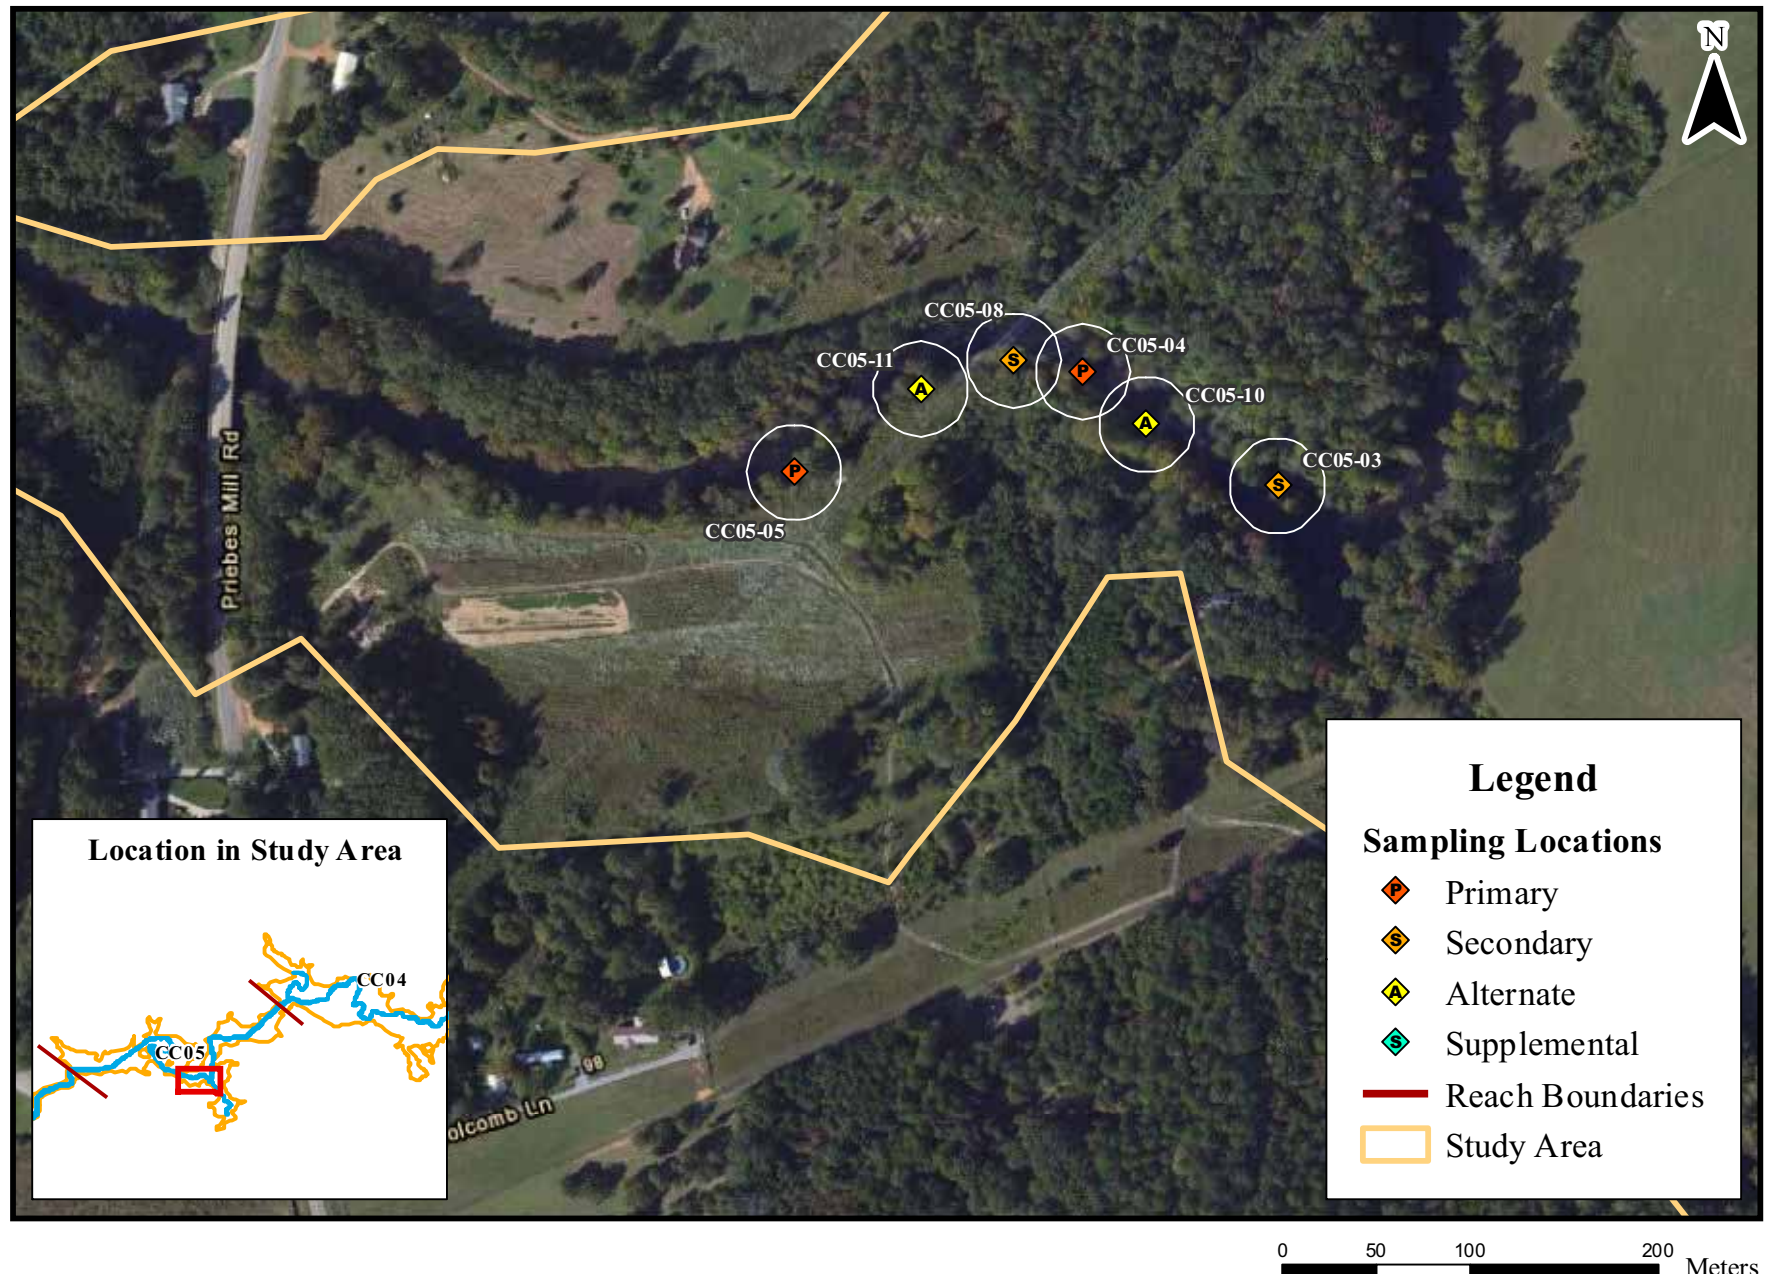 N
CC05-08
CC05-04
CC05-11
CC05-10
CC05-03
CC05-05
P
S
A
P
A
S
Priebes Mill Rd
98
olcomb Ln
Location in Study Area
CC04
CC05
Legend
Sampling Locations
P Primary
S Secondary
A Alternate
S Supplemental
Reach Boundaries
Study Area
0 50 100 200
Meters